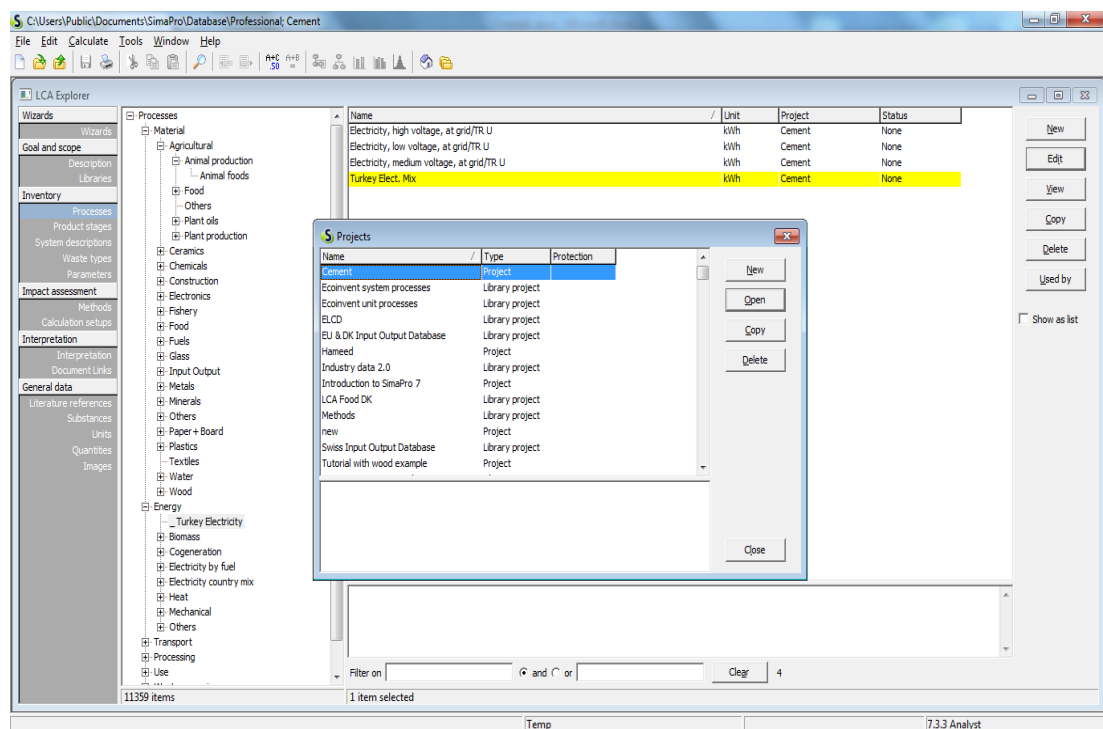 C:\Users\Public\Documents\SimaPro\Database\Professional; Cement
File Edit Calculate Tools Window Help
A+C .50 A+B =
LCA Explorer
Wizards
Wizards
Goal and scope
Description
Libraries
Inventory
Processes
Product stages
System descriptions
Waste types
Parameters
Impact assessment
Methods
Calculation setups
Interpretation
Interpretation
Document Links
General data
Literature references
Substances
Units
Quantities
Images
Processes
Material
Agricultural
Animal production
Animal foods
Food
Others
Plant oils
Plant production
Ceramics
Chemicals
Construction
Electronics
Fishery
Food
Fuels
Glass
Input Output
Metals
Minerals
Others
Paper+ Board
Plastics
Textiles
Water
Wood
Energy
_Turkey Electricity
Biomass
Cogeneration
Electricity by fuel
Electricity country mix
Heat
Mechanical
Others
Transport
Processing
Use
11359 items
Name / Unit Project Status
Electricity, high voltage, at grid/TR U kWh Cement None
Electricity, low voltage, at grid/TR U kWh Cement None
Electricity, medium voltage, at grid/TR U kWh Cement None
Turkey Elect. Mix kWh Cement None
New
Edit
View
Copy
Delete
Used by
Show as list
Projects
Name / Type Protection
Cement Project
Ecoinvent system processes Library project
Ecoinvent unit processes Library project
ELCD Library project
EU & DK Input Output Database Library project
Hameed Project
Industry data 2.0 Library project
Introduction to SimaPro 7 Project
LCA Food DK Library project
Methods Library project
new Project
Swiss Input Output Database Library project
Tutorial with wood example Project
New
Open
Copy
Delete
Close
Filter on and or Clear 4
1 item selected
Temp 7.3.3 Analyst